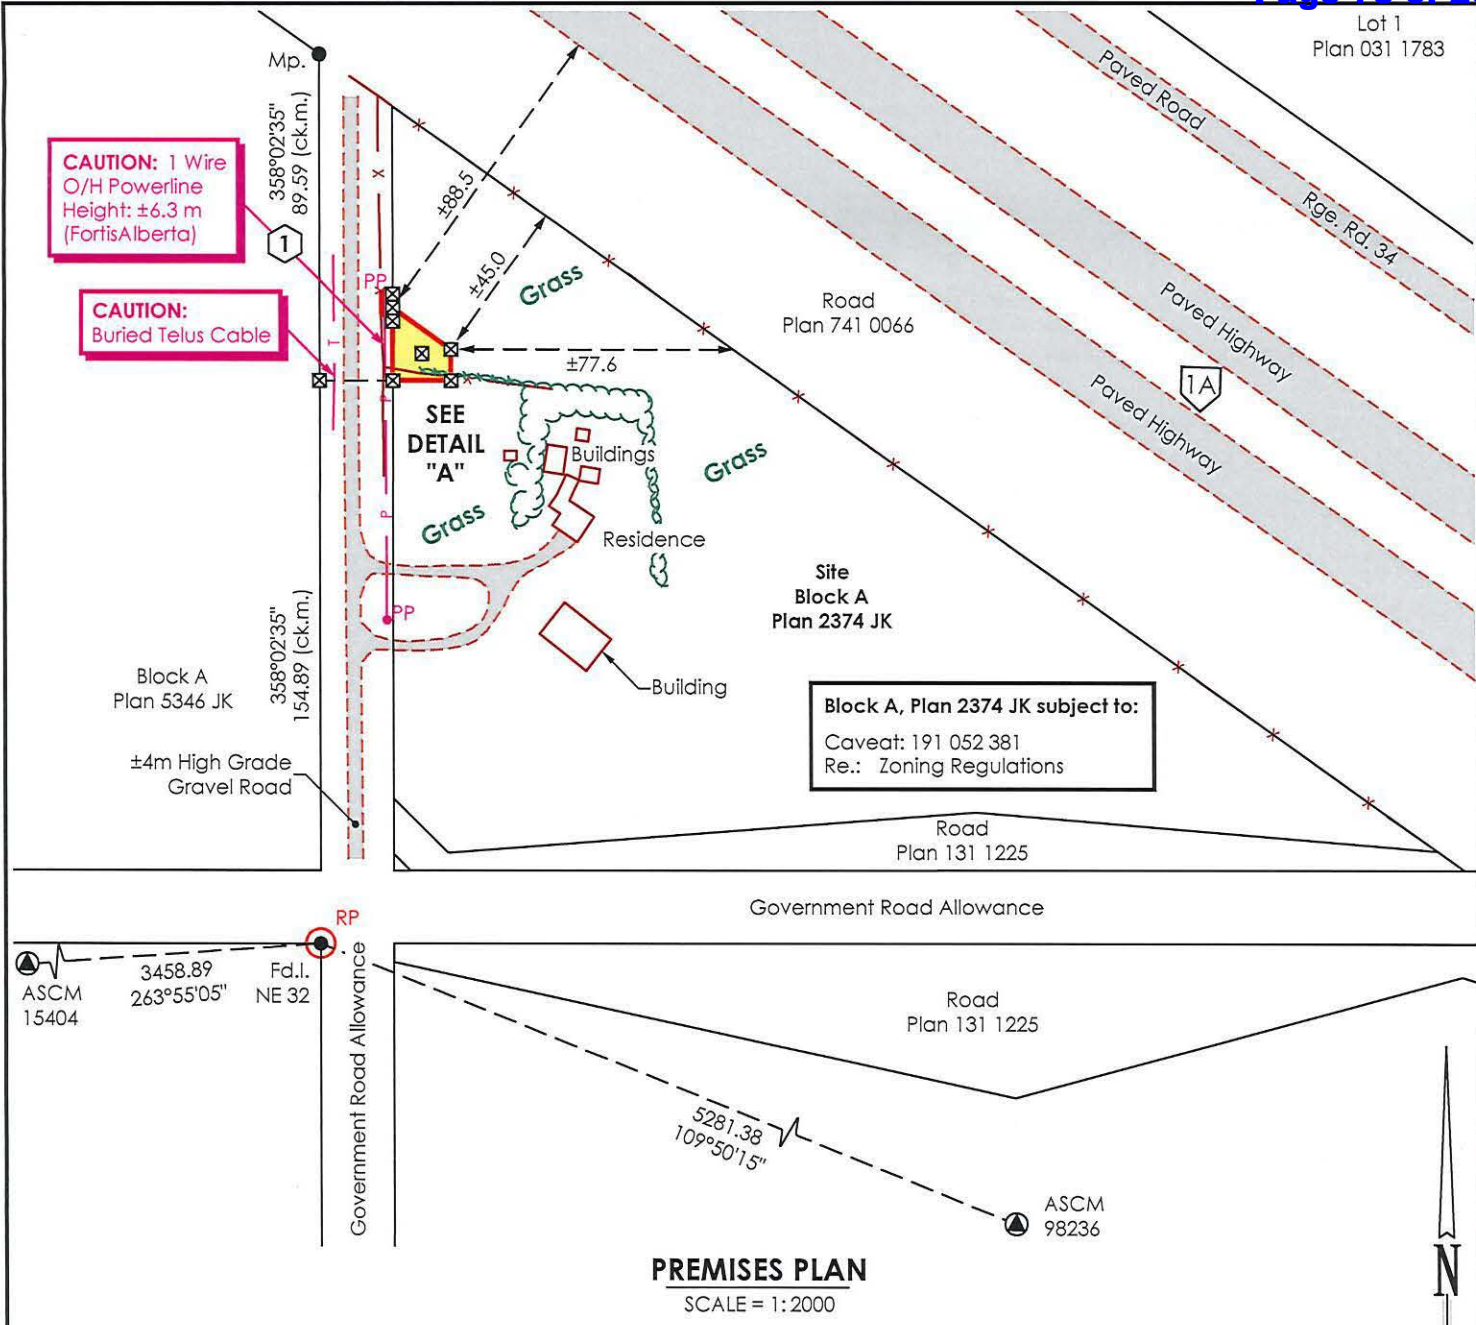 Lot 1
Plan 031 1783
Mp.
358°02'35"
89.59 (ck.m.)
CAUTION: 1 Wire
O/H Powerline
Height: ±6.3 m
(FortisAlberta)
1
CAUTION:
Buried Telus Cable
PP
X
T
P
P
PP
±88.5
±45.0
±77.6
Grass
Road
Plan 741 0066
Paved Road
Rge. Rd. 34
Paved Highway
1A
Paved Highway
SEE
DETAIL
"A"
Buildings
Grass
Grass
Residence
Site
Block A
Plan 2374 JK
Block A
Plan 5346 JK
358°02'35"
154.89 (ck.m.)
Building
Block A, Plan 2374 JK subject to:
Caveat: 191 052 381
Re.: Zoning Regulations
±4m High Grade
Gravel Road
Road
Plan 131 1225
Government Road Allowance
RP
3458.89
263°55'05"
Fd.I.
NE 32
ASCM
15404
Government Road Allowance
Road
Plan 131 1225
5281.38
109°50'15"
ASCM
98236
PREMISES PLAN
SCALE = 1:2000
N